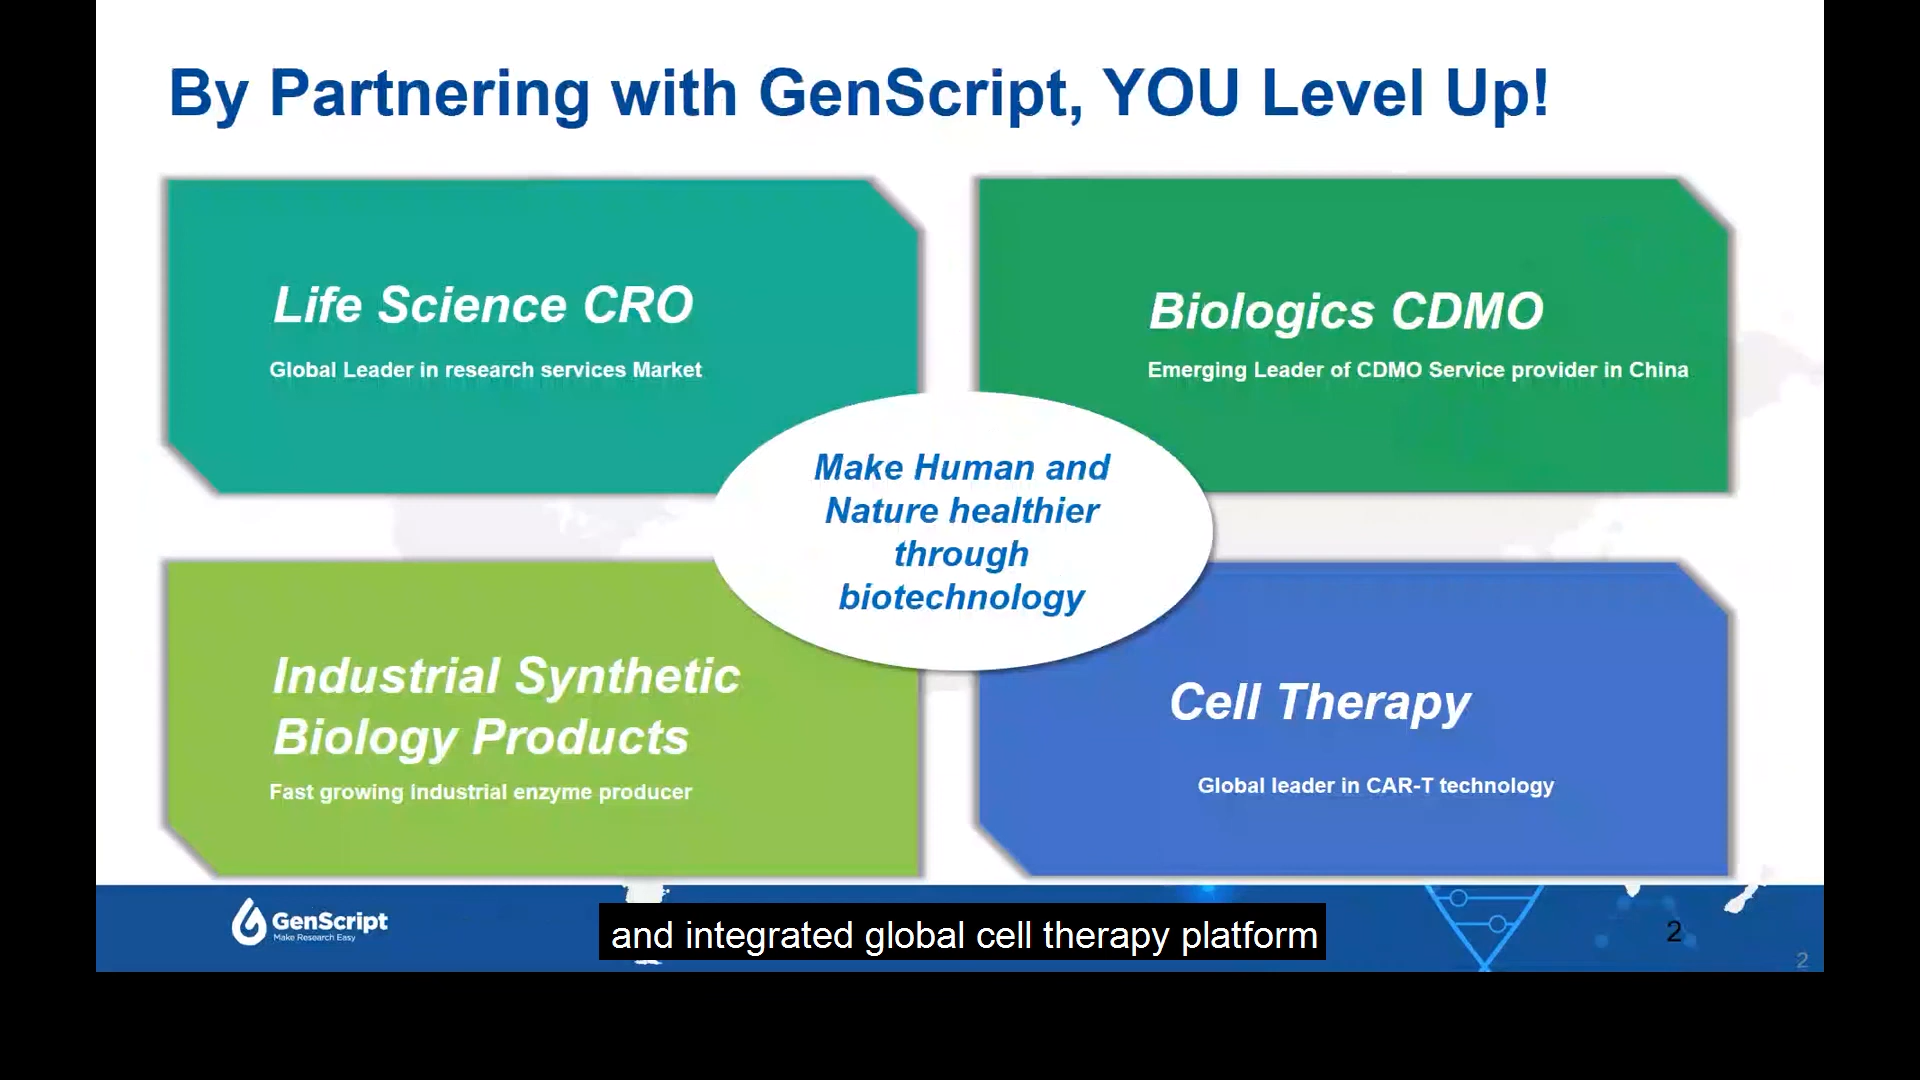 By Partnering with GenScript, YOU Level Up!
Life Science CRO
Global Leader in research services Market
Biologics CDMO
Emerging Leader of CDMO Service provider in China
Make Human and
Nature healthier
through
biotechnology
Industrial Synthetic
Biology Products
Fast growing industrial enzyme producer
Cell Therapy
Global leader in CAR-T technology
GenScript
Make Research Easy
and integrated global cell therapy platform
2
2